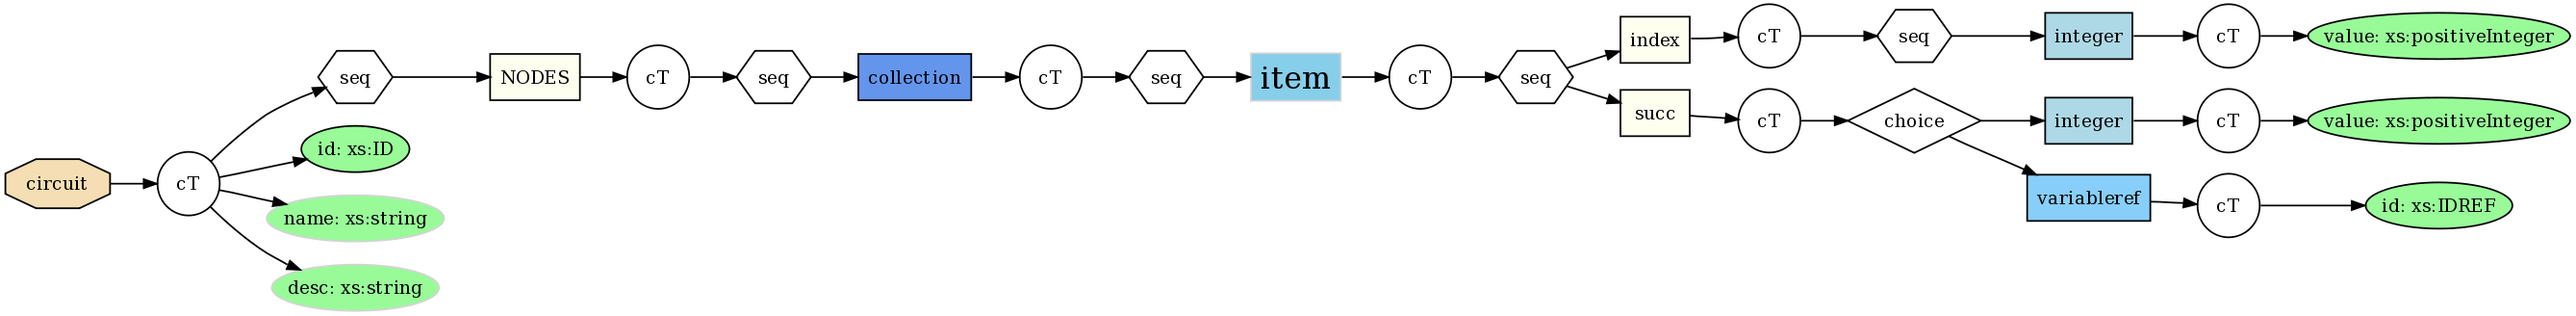 circuit
cT
seq
NODES
cT
seq
collection
cT
seq
item
cT
seq
index
cT
seq
integer
cT
value: xs:positiveInteger
succ
cT
choice
integer
cT
value: xs:positiveInteger
variableref
cT
id: xs:IDREF
id: xs:ID
name: xs:string
desc: xs:string